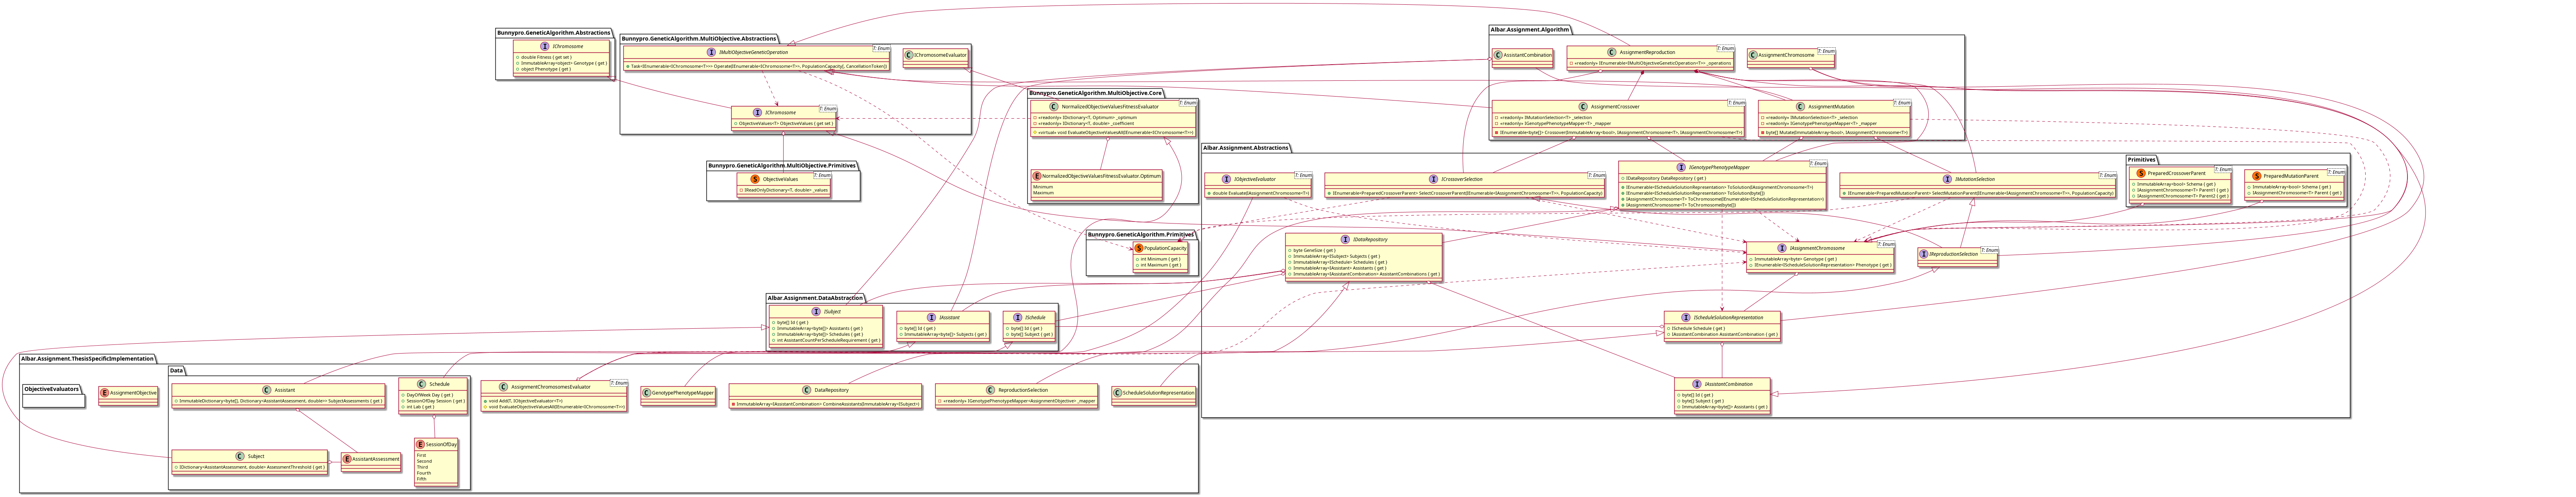 Bunnypro.GeneticAlgorithm.Abstractions
IChromosome
double Fitness { get set }
ImmutableArray<object> Genotype { get }
object Phenotype { get }
Bunnypro.GeneticAlgorithm.MultiObjective.Abstractions
IMultiObjectiveGeneticOperation
T: Enum
Task<IEnumerable<IChromosome<T>>> Operate(IEnumerable<IChromosome<T>>, PopulationCapacity[, CancellationToken])
IChromosomeEvaluator
IChromosome
T: Enum
ObjectiveValues<T> ObjectiveValues { get set }
Bunnypro.GeneticAlgorithm.MultiObjective.Primitives
ObjectiveValues
T: Enum
IReadOnlyDictionary<T, double> _values
Bunnypro.GeneticAlgorithm.MultiObjective.Core
NormalizedObjectiveValuesFitnessEvaluator
T: Enum
«readonly» IDictionary<T, Optimum> _optimum
«readonly» IDictionary<T, double> _coefficient
«virtual» void EvaluateObjectiveValuesAll(IEnumerable<IChromosome<T>>)
NormalizedObjectiveValuesFitnessEvaluator.Optimum
Minimum
Maximum
Bunnypro.GeneticAlgorithm.Primitives
PopulationCapacity
int Minimum { get }
int Maximum { get }
Albar.Assignment.Algorithm
AssistantCombination
AssignmentReproduction
T: Enum
«readonly» IEnumerable<IMultiObjectiveGeneticOperation<T>> _operations
AssignmentChromosome
T: Enum
AssignmentCrossover
T: Enum
«readonly» IMutationSelection<T> _selection
«readonly» IGenotypePhenotypeMapper<T> _mapper
IEnumerable<byte[]> Crossover(ImmutableArray<bool>, IAssignmentChromosome<T>, IAssignmentChromosome<T>)
AssignmentMutation
T: Enum
«readonly» IMutationSelection<T> _selection
«readonly» IGenotypePhenotypeMapper<T> _mapper
byte[] Mutate(ImmutableArray<bool>, IAssignmentChromosome<T>)
Albar.Assignment.Abstractions
IObjectiveEvaluator
T: Enum
double Evaluate(IAssignmentChromosome<T>)
ICrossoverSelection
T: Enum
IEnumerable<PreparedCrossoverParent> SelectCrossoverParent(IEnumerable<IAssignmentChromosome<T>>, PopulationCapacity)
IGenotypePhenotypeMapper
T: Enum
IDataRepository DataRepository { get }
IEnumerable<IScheduleSolutionRepresentation> ToSolution(IAssignmentChromosome<T>)
IEnumerable<IScheduleSolutionRepresentation> ToSolution(byte[])
IAssignmentChromosome<T> ToChromosome(IEnumerable<IScheduleSolutionRepresentation>)
IAssignmentChromosome<T> ToChromosome(byte[])
IMutationSelection
T: Enum
IEnumerable<PreparedMutationParent> SelectMutationParent(IEnumerable<IAssignmentChromosome<T>>, PopulationCapacity)
Primitives
PreparedCrossoverParent
T: Enum
ImmutableArray<bool> Schema { get }
IAssignmentChromosome<T> Parent1 { get }
IAssignmentChromosome<T> Parent2 { get }
PreparedMutationParent
T: Enum
ImmutableArray<bool> Schema { get }
IAssignmentChromosome<T> Parent { get }
IDataRepository
byte GeneSize { get }
ImmutableArray<ISubject> Subjects { get }
ImmutableArray<ISchedule> Schedules { get }
ImmutableArray<IAssistant> Assistants { get }
ImmutableArray<IAssistantCombination> AssistantCombinations { get }
IAssignmentChromosome
T: Enum
ImmutableArray<byte> Genotype { get }
IEnumerable<IScheduleSolutionRepresentation> Phenotype { get }
IReproductionSelection
T: Enum
IScheduleSolutionRepresentation
ISchedule Schedule { get }
IAssistantCombination AssistantCombination { get }
IAssistantCombination
byte[] Id { get }
byte[] Subject { get }
ImmutableArray<byte[]> Assistants { get }
Albar.Assignment.DataAbstraction
ISubject
byte[] Id { get }
ImmutableArray<byte[]> Assistants { get }
ImmutableArray<byte[]> Schedules { get }
int AssistantCountPerScheduleRequirement { get }
IAssistant
byte[] Id { get }
ImmutableArray<byte[]> Subjects { get }
ISchedule
byte[] Id { get }
byte[] Subject { get }
Albar.Assignment.ThesisSpecificImplementation
ObjectiveEvaluators
AssignmentObjective
Data
Assistant
ImmutableDictionary<byte[], Dictionary<AssistantAssessment, double>> SubjectAssessments { get }
Schedule
DayOfWeek Day { get }
SessionOfDay Session { get }
int Lab { get }
Subject
IDictionary<AssistantAssessment, double> AssessmentThreshold { get }
AssistantAssessment
SessionOfDay
First
Second
Third
Fourth
Fifth
AssignmentChromosomesEvaluator
T: Enum
void Add(T, IObjectiveEvaluator<T>)
void EvaluateObjectiveValuesAll(IEnumerable<IChromosome<T>>)
GenotypePhenotypeMapper
DataRepository
ImmutableArray<IAssistantCombination> CombineAssistants(ImmutableArray<ISubject>)
ReproductionSelection
«readonly» IGenotypePhenotypeMapper<AssignmentObjective> _mapper
ScheduleSolutionRepresentation